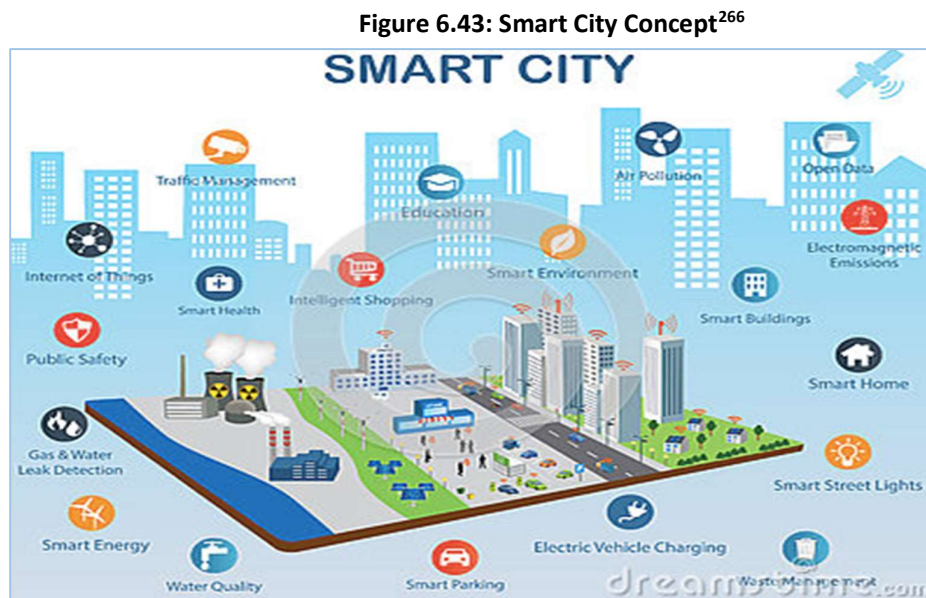 Figure 6.43: Smart City Concept266
SMART CITY
Traffic Management
Education
Air Pollution
Open Data
Internet of Things
Smart Health
Intelligent Shopping
Smart Environment
Smart Buildings
Electromagnetic
Emissions
Public Safety
Smart Home
Gas & Water
Leak Detection
Smart Street Lights
Smart Energy
Water Quality
Smart Parking
Electric Vehicle Charging
Waste Management
dreamstime.com